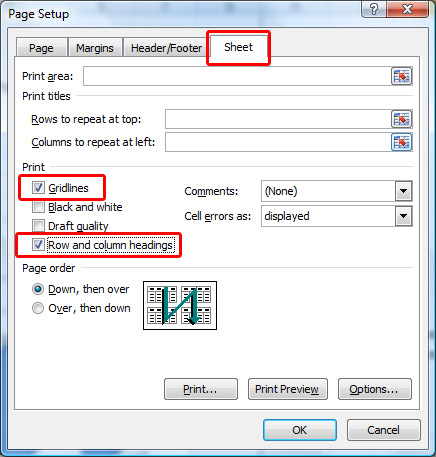 Page Setup
Page Margins Header/Footer Sheet
Print area:
Print titles
Rows to repeat at top:
Columns to repeat at left:
Print
Gridlines Comments: (None)
Black and white Cell errors as: displayed
Draft quality
Row and column headings
Page order
Down, then over
Over, then down
Print... Print Preview Options...
OK Cancel